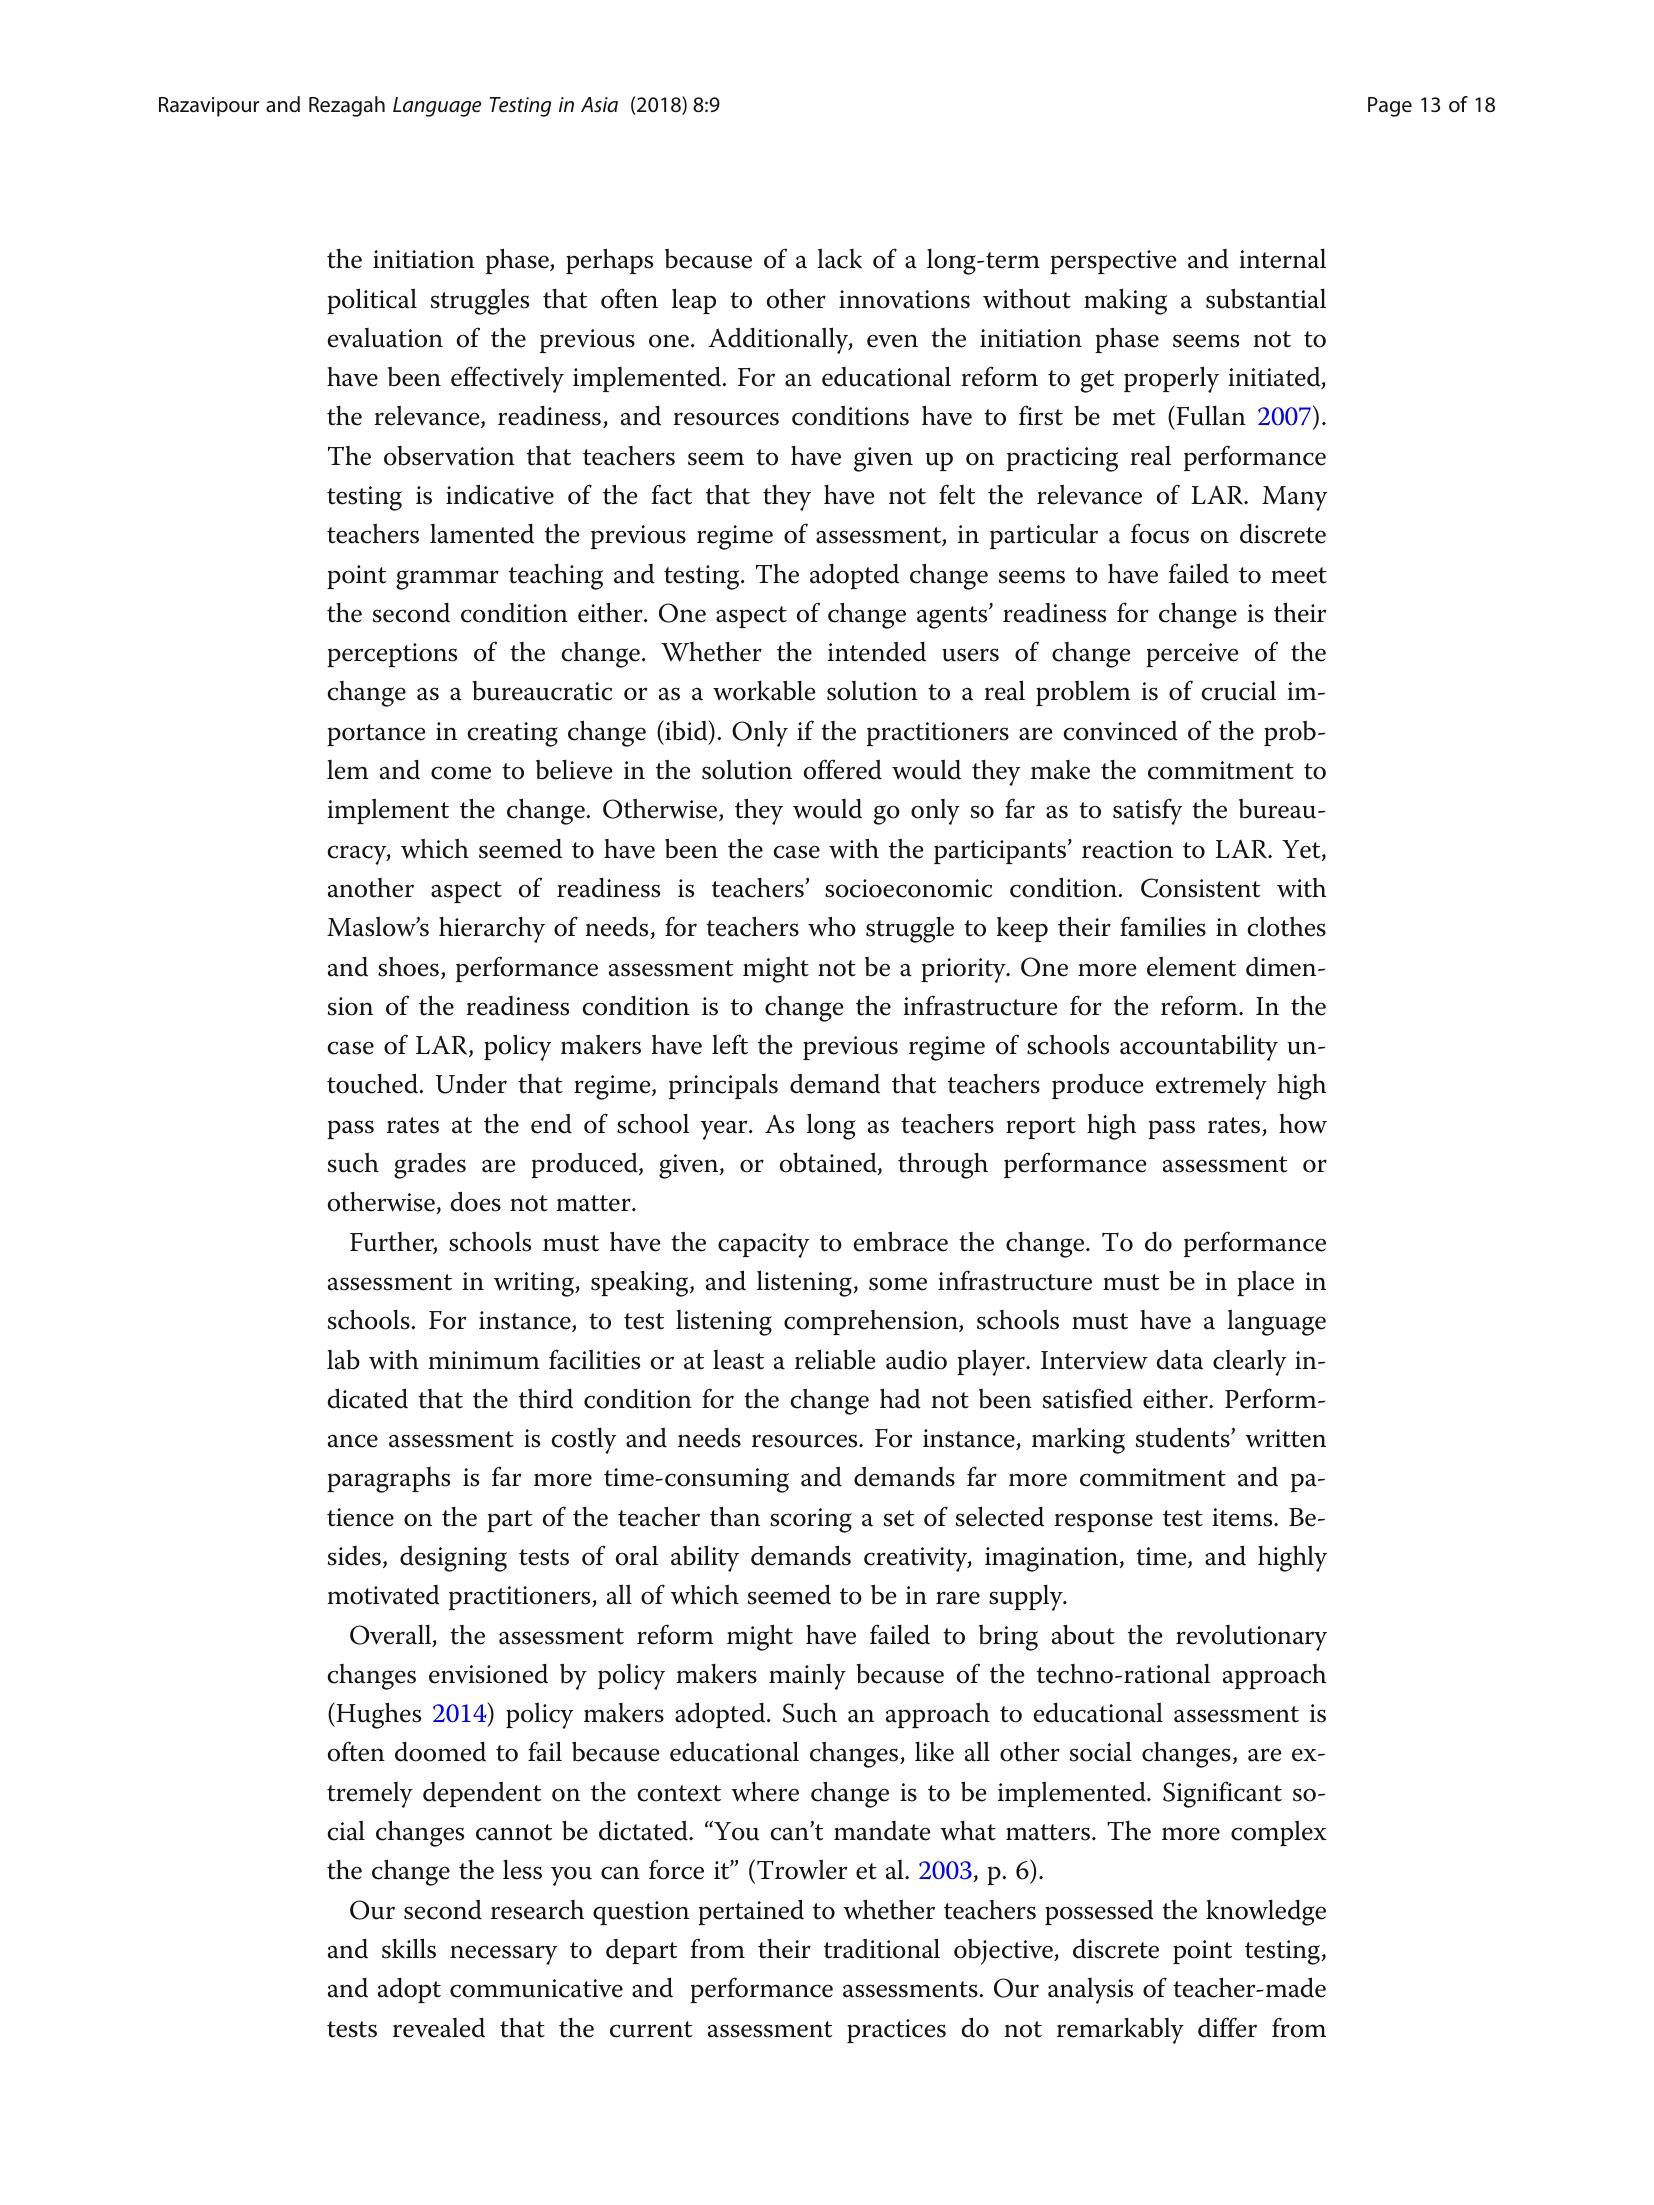 Razavipour and Rezagah Language Testing in Asia (2018) 8:9
Page 13 of 18
the initiation phase, perhaps because of a lack of a long-term perspective and internal
political struggles that often leap to other innovations without making a substantial
evaluation of the previous one. Additionally, even the initiation phase seems not to
have been effectively implemented. For an educational reform to get properly initiated,
the relevance, readiness, and resources conditions have to first be met (Fullan 2007).
The observation that teachers seem to have given up on practicing real performance
testing is indicative of the fact that they have not felt the relevance of LAR. Many
teachers lamented the previous regime of assessment, in particular a focus on discrete
point grammar teaching and testing. The adopted change seems to have failed to meet
the second condition either. One aspect of change agents’ readiness for change is their
perceptions of the change. Whether the intended users of change perceive of the
change as a bureaucratic or as a workable solution to a real problem is of crucial im-
portance in creating change (ibid). Only if the practitioners are convinced of the prob-
lem and come to believe in the solution offered would they make the commitment to
implement the change. Otherwise, they would go only so far as to satisfy the bureau-
cracy, which seemed to have been the case with the participants’ reaction to LAR. Yet,
another aspect of readiness is teachers’ socioeconomic condition. Consistent with
Maslow’s hierarchy of needs, for teachers who struggle to keep their families in clothes
and shoes, performance assessment might not be a priority. One more element dimen-
sion of the readiness condition is to change the infrastructure for the reform. In the
case of LAR, policy makers have left the previous regime of schools accountability un-
touched. Under that regime, principals demand that teachers produce extremely high
pass rates at the end of school year. As long as teachers report high pass rates, how
such grades are produced, given, or obtained, through performance assessment or
otherwise, does not matter.
Further, schools must have the capacity to embrace the change. To do performance
assessment in writing, speaking, and listening, some infrastructure must be in place in
schools. For instance, to test listening comprehension, schools must have a language
lab with minimum facilities or at least a reliable audio player. Interview data clearly in-
dicated that the third condition for the change had not been satisfied either. Perform-
ance assessment is costly and needs resources. For instance, marking students’ written
paragraphs is far more time-consuming and demands far more commitment and pa-
tience on the part of the teacher than scoring a set of selected response test items. Be-
sides, designing tests of oral ability demands creativity, imagination, time, and highly
motivated practitioners, all of which seemed to be in rare supply.
Overall, the assessment reform might have failed to bring about the revolutionary
changes envisioned by policy makers mainly because of the techno-rational approach
(Hughes 2014) policy makers adopted. Such an approach to educational assessment is
often doomed to fail because educational changes, like all other social changes, are ex-
tremely dependent on the context where change is to be implemented. Significant so-
cial changes cannot be dictated. “You can’t mandate what matters. The more complex
the change the less you can force it” (Trowler et al. 2003, p. 6).
Our second research question pertained to whether teachers possessed the knowledge
and skills necessary to depart from their traditional objective, discrete point testing,
and adopt communicative and performance assessments. Our analysis of teacher-made
tests revealed that the current assessment practices do not remarkably differ from